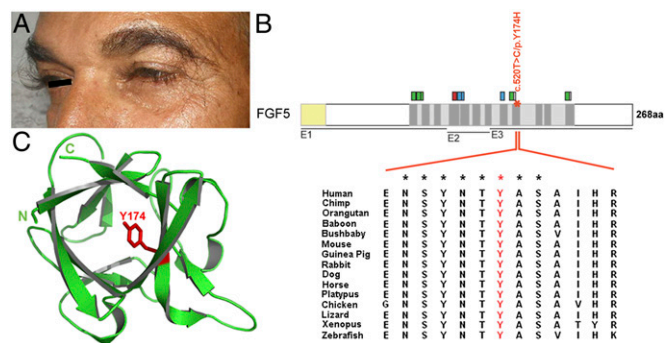 A
B
c.520T>C/p.Y174H
FGF5
268aa
E1
E2
E3
C
C
N
Y174
* * * * * * * *
Human E N S Y N T Y A S A I H R
Chimp E N S Y N T Y A S A I H R
Orangutan E N S Y N T Y A S A I H R
Baboon E N S Y N T Y A S A I H R
Bushbaby E N S Y N T Y A S V I H R
Mouse E N S Y N T Y A S A I H R
Guinea Pig E N S Y N T Y A S A I H R
Rabbit E N S Y N T Y A S A I H R
Dog E N S Y N T Y A S A I H R
Horse E N S Y N T Y A S A I H R
Platypus E N S Y N T Y A S A I H R
Chicken G N S Y N T Y A S A V H R
Lizard E N S Y N T Y A S A I H R
Xenopus E N S Y N T Y A S A T Y R
Zebrafish E N S Y N T Y A S V I H K